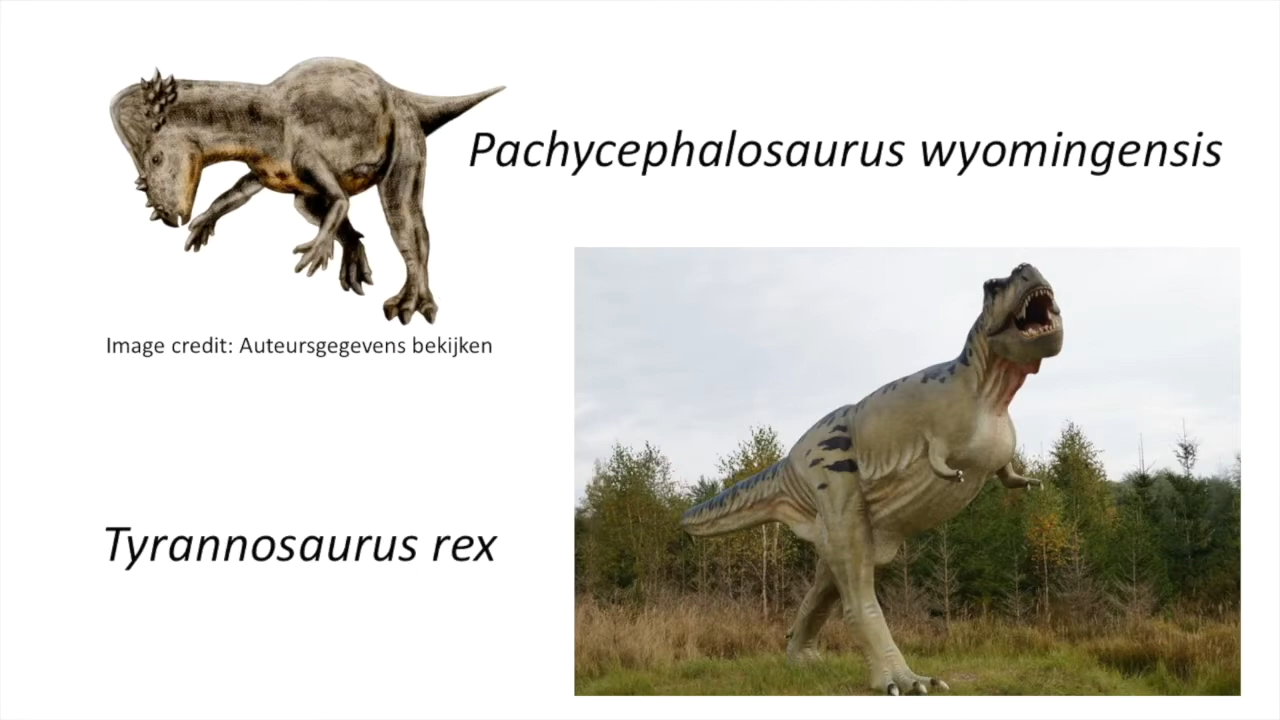 Pachycephalosaurus wyomingensis
Image credit: Auteursgegevens bekijken
Tyrannosaurus rex